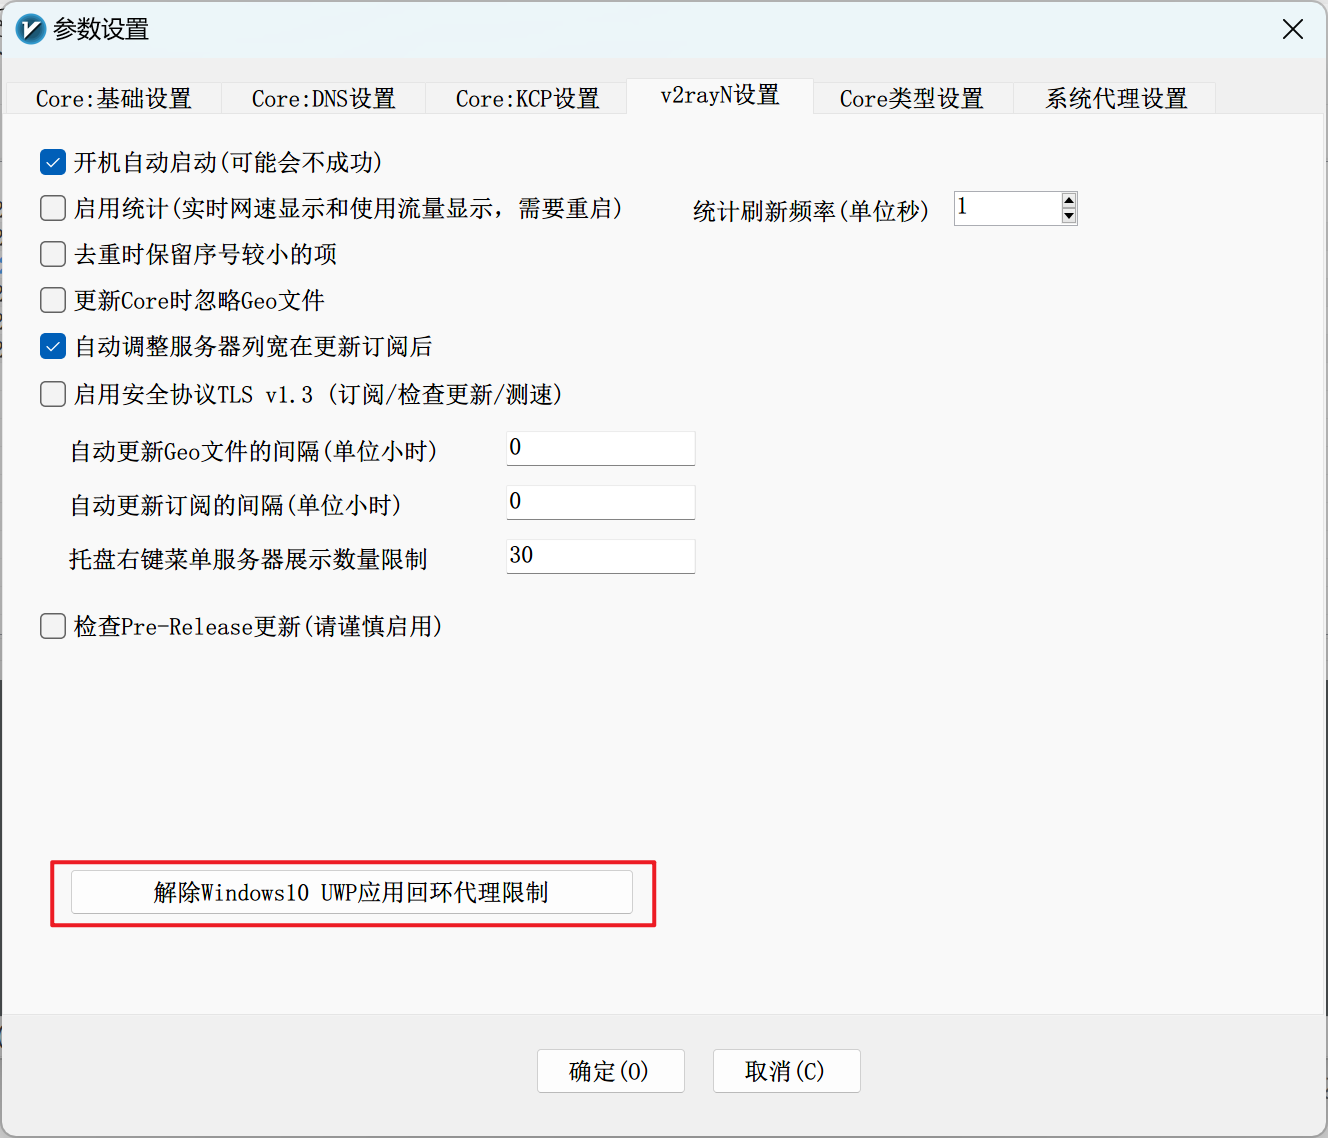 参数设置
Core:基础设置 Core:DNS设置 Core:KCP设置 v2rayN设置 Core类型设置 系统代理设置
开机自动启动(可能会不成功)
启用统计(实时网速显示和使用流量显示，需要重启) 统计刷新频率(单位秒) 1
去重时保留序号较小的项
更新Core时忽略Geo文件
自动调整服务器列宽在更新订阅后
启用安全协议TLS v1.3 (订阅/检查更新/测速)
自动更新Geo文件的间隔(单位小时) 0
自动更新订阅的间隔(单位小时) 0
托盘右键菜单服务器展示数量限制 30
检查Pre-Release更新(请谨慎启用)
解除Windows10 UWP应用回环代理限制
确定(O) 取消(C)